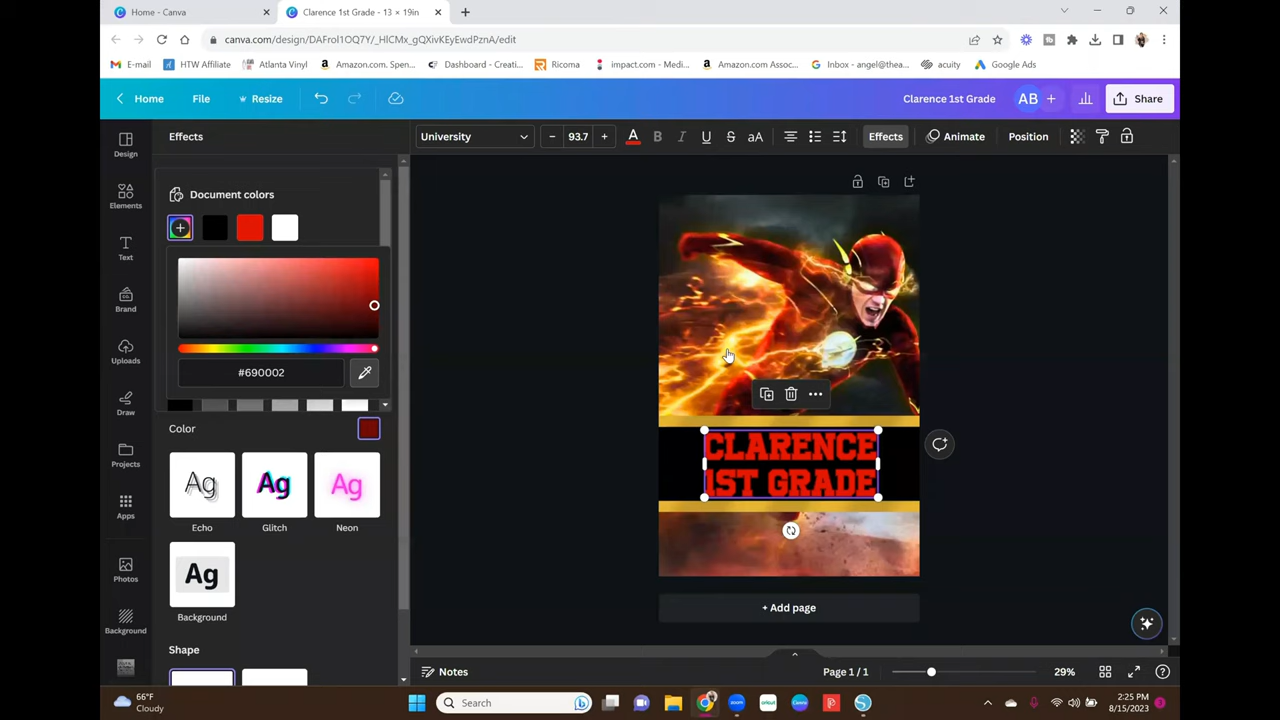 Home - Canva
Clarence 1st Grade - 13 × 19in
canva.com/design/DAFrol1OQ7Y/_HlCMx_gQXivKEyEwdPznA/edit
E-mail
HTW Affiliate
Atlanta Vinyl
Amazon.com. Spen...
Dashboard - Creati...
Ricoma
impact.com - Medi...
Amazon.com Assoc...
Inbox - angel@thea...
acuity
Google Ads
Home
File
Resize
Clarence 1st Grade
AB
Share
Effects
University
93.7
A
B
I
U
S
aA
Effects
Animate
Position
Design
Elements
Text
Brand
Uploads
Draw
Projects
Apps
Photos
Background
Document colors
#690002
Color
Ag
Ag
Ag
Echo
Glitch
Neon
Ag
Background
Shape
CLARENCE
1ST GRADE
+ Add page
Notes
Page 1 / 1
29%
66°F
Cloudy
Search
2:25 PM
8/15/2023